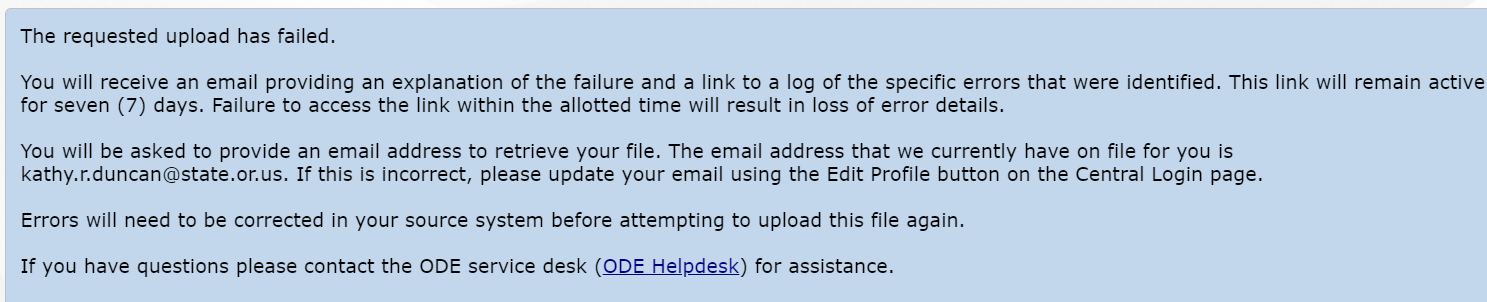 The requested upload has failed.
You will receive an email providing an explanation of the failure and a link to a log of the specific errors that were identified. This link will remain active
for seven (7) days. Failure to access the link within the allotted time will result in loss of error details.
You will be asked to provide an email address to retrieve your file. The email address that we currently have on file for you is
kathy.r.duncan@state.or.us. If this is incorrect, please update your email using the Edit Profile button on the Central Login page.
Errors will need to be corrected in your source system before attempting to upload this file again.
If you have questions please contact the ODE service desk (ODE Helpdesk) for assistance.